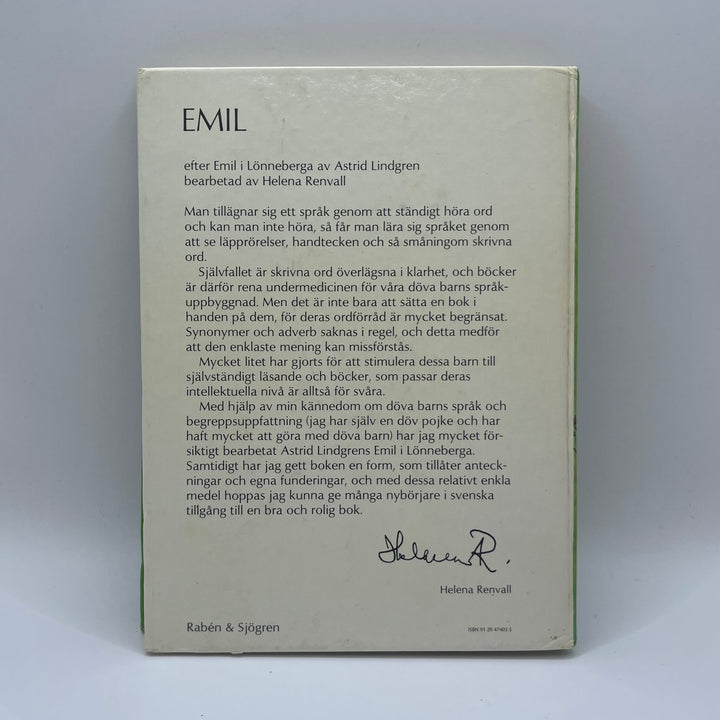 EMIL
efter Emil i Lönneberga av Astrid Lindgren
bearbetad av Helena Renvall
Man tillägnar sig ett språk genom att ständigt höra ord
och kan man inte höra, så får man lära sig språket genom
att se läpprörelser, handtecken och så småningom skrivna
ord.
Självfallet är skrivna ord överlägsna i klarhet, och böcker
är därför rena undermedicinen för våra döva barns språk-
uppbyggnad. Men det är inte bara att sätta en bok i
handen på dem, för deras ordförråd är mycket begränsat.
Synonymer och adverb saknas i regel, och detta medför
att den enklaste mening kan missförstås.
Mycket litet har gjorts för att stimulera dessa barn till
självständigt läsande och böcker, som passar deras
intellektuella nivå är alltså för svåra.
Med hjälp av min kännedom om döva barns språk och
begreppsuppfattning (jag har själv en döv pojke och har
haft mycket att göra med döva barn) har jag mycket för-
siktigt bearbetat Astrid Lindgrens Emil i Lönneberga.
Samtidigt har jag gett boken en form, som tillåter anteck-
ningar och egna funderingar, och med dessa relativt enkla
medel hoppas jag kunna ge många nybörjare i svenska
tillgång till en bra och rolig bok.
Helena R.
Helena Renvall
Rabén & Sjögren
ISBN 91-29-47403-5